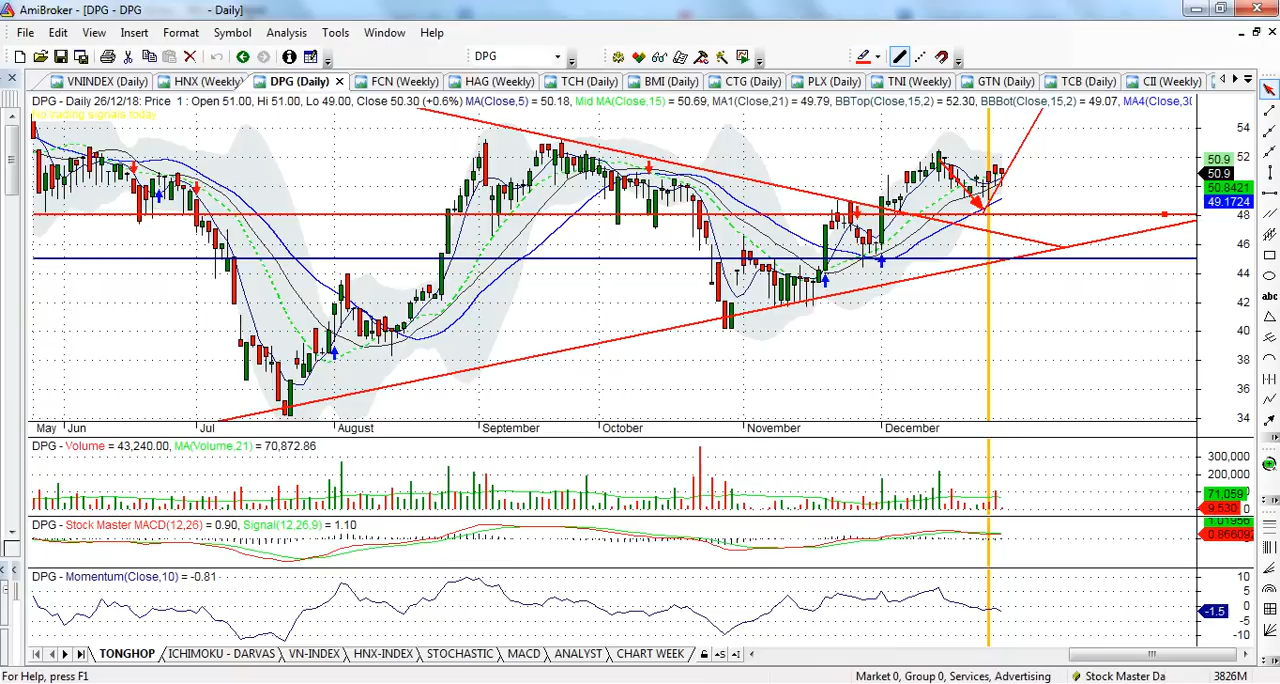 AmiBroker - [DPG - DPG - Daily]
File Edit View Insert Format Symbol Analysis Tools Window Help
DPG
VNINDEX (Daily) HNX (Weekly) DPG (Daily) FCN (Weekly) HAG (Weekly) TCH (Daily) BMI (Daily) CTG (Daily) PLX (Daily) TNI (Weekly) GTN (Daily) TCB (Daily) CII (Weekly)
DPG - Daily 26/12/18: Price 1 : Open 51.00, Hi 51.00, Lo 49.00, Close 50.30 (+0.6%) MA(Close,5) = 50.18, Mid MA(Close,15) = 50.69, MA1(Close,21) = 49.79, BBTop(Close,15,2) = 52.30, BBBot(Close,15,2) = 49.07, MA4(Close,30
No trading signals today
54
52
50.9
50.9
50.8421
49.1724
48
46
44
42
40
38
36
34
May Jun Jul August September October November December
DPG - Volume = 43,240.00, MA(Volume,21) = 70,872.86
300,000
200,000
71,059
9,530
0
DPG - Stock Master MACD(12,26) = 0.90, Signal(12,26,9) = 1.10
1.01956
0.866092
DPG - Momentum(Close,10) = -0.81
10
5
0
-1.5
-5
-10
TONGHOP ICHIMOKU - DARVAS VN-INDEX HNX-INDEX STOCHASTIC MACD ANALYST CHART WEEK
For Help, press F1 Market 0, Group 0, Services, Advertising Stock Master Da 3826M
abc